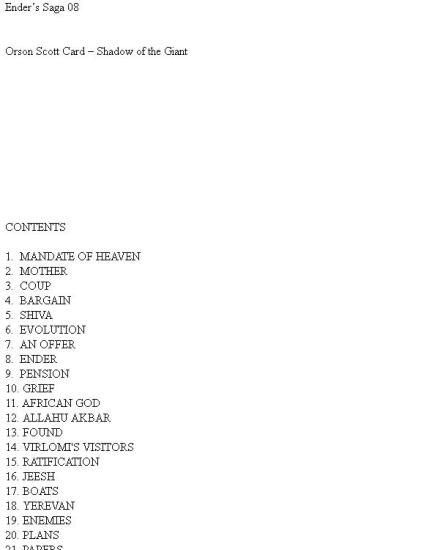 Ender's Saga 08
Orson Scott Card – Shadow of the Giant
CONTENTS
1. MANDATE OF HEAVEN
2. MOTHER
3. COUP
4. BARGAIN
5. SHIVA
6. EVOLUTION
7. AN OFFER
8. ENDER
9. PENSION
10. GRIEF
11. AFRICAN GOD
12. ALLAHU AKBAR
13. FOUND
14. VIRLOMI'S VISITORS
15. RATIFICATION
16. JEESH
17. BOATS
18. YEREVAN
19. ENEMIES
20. PLANS
21. PAPERS